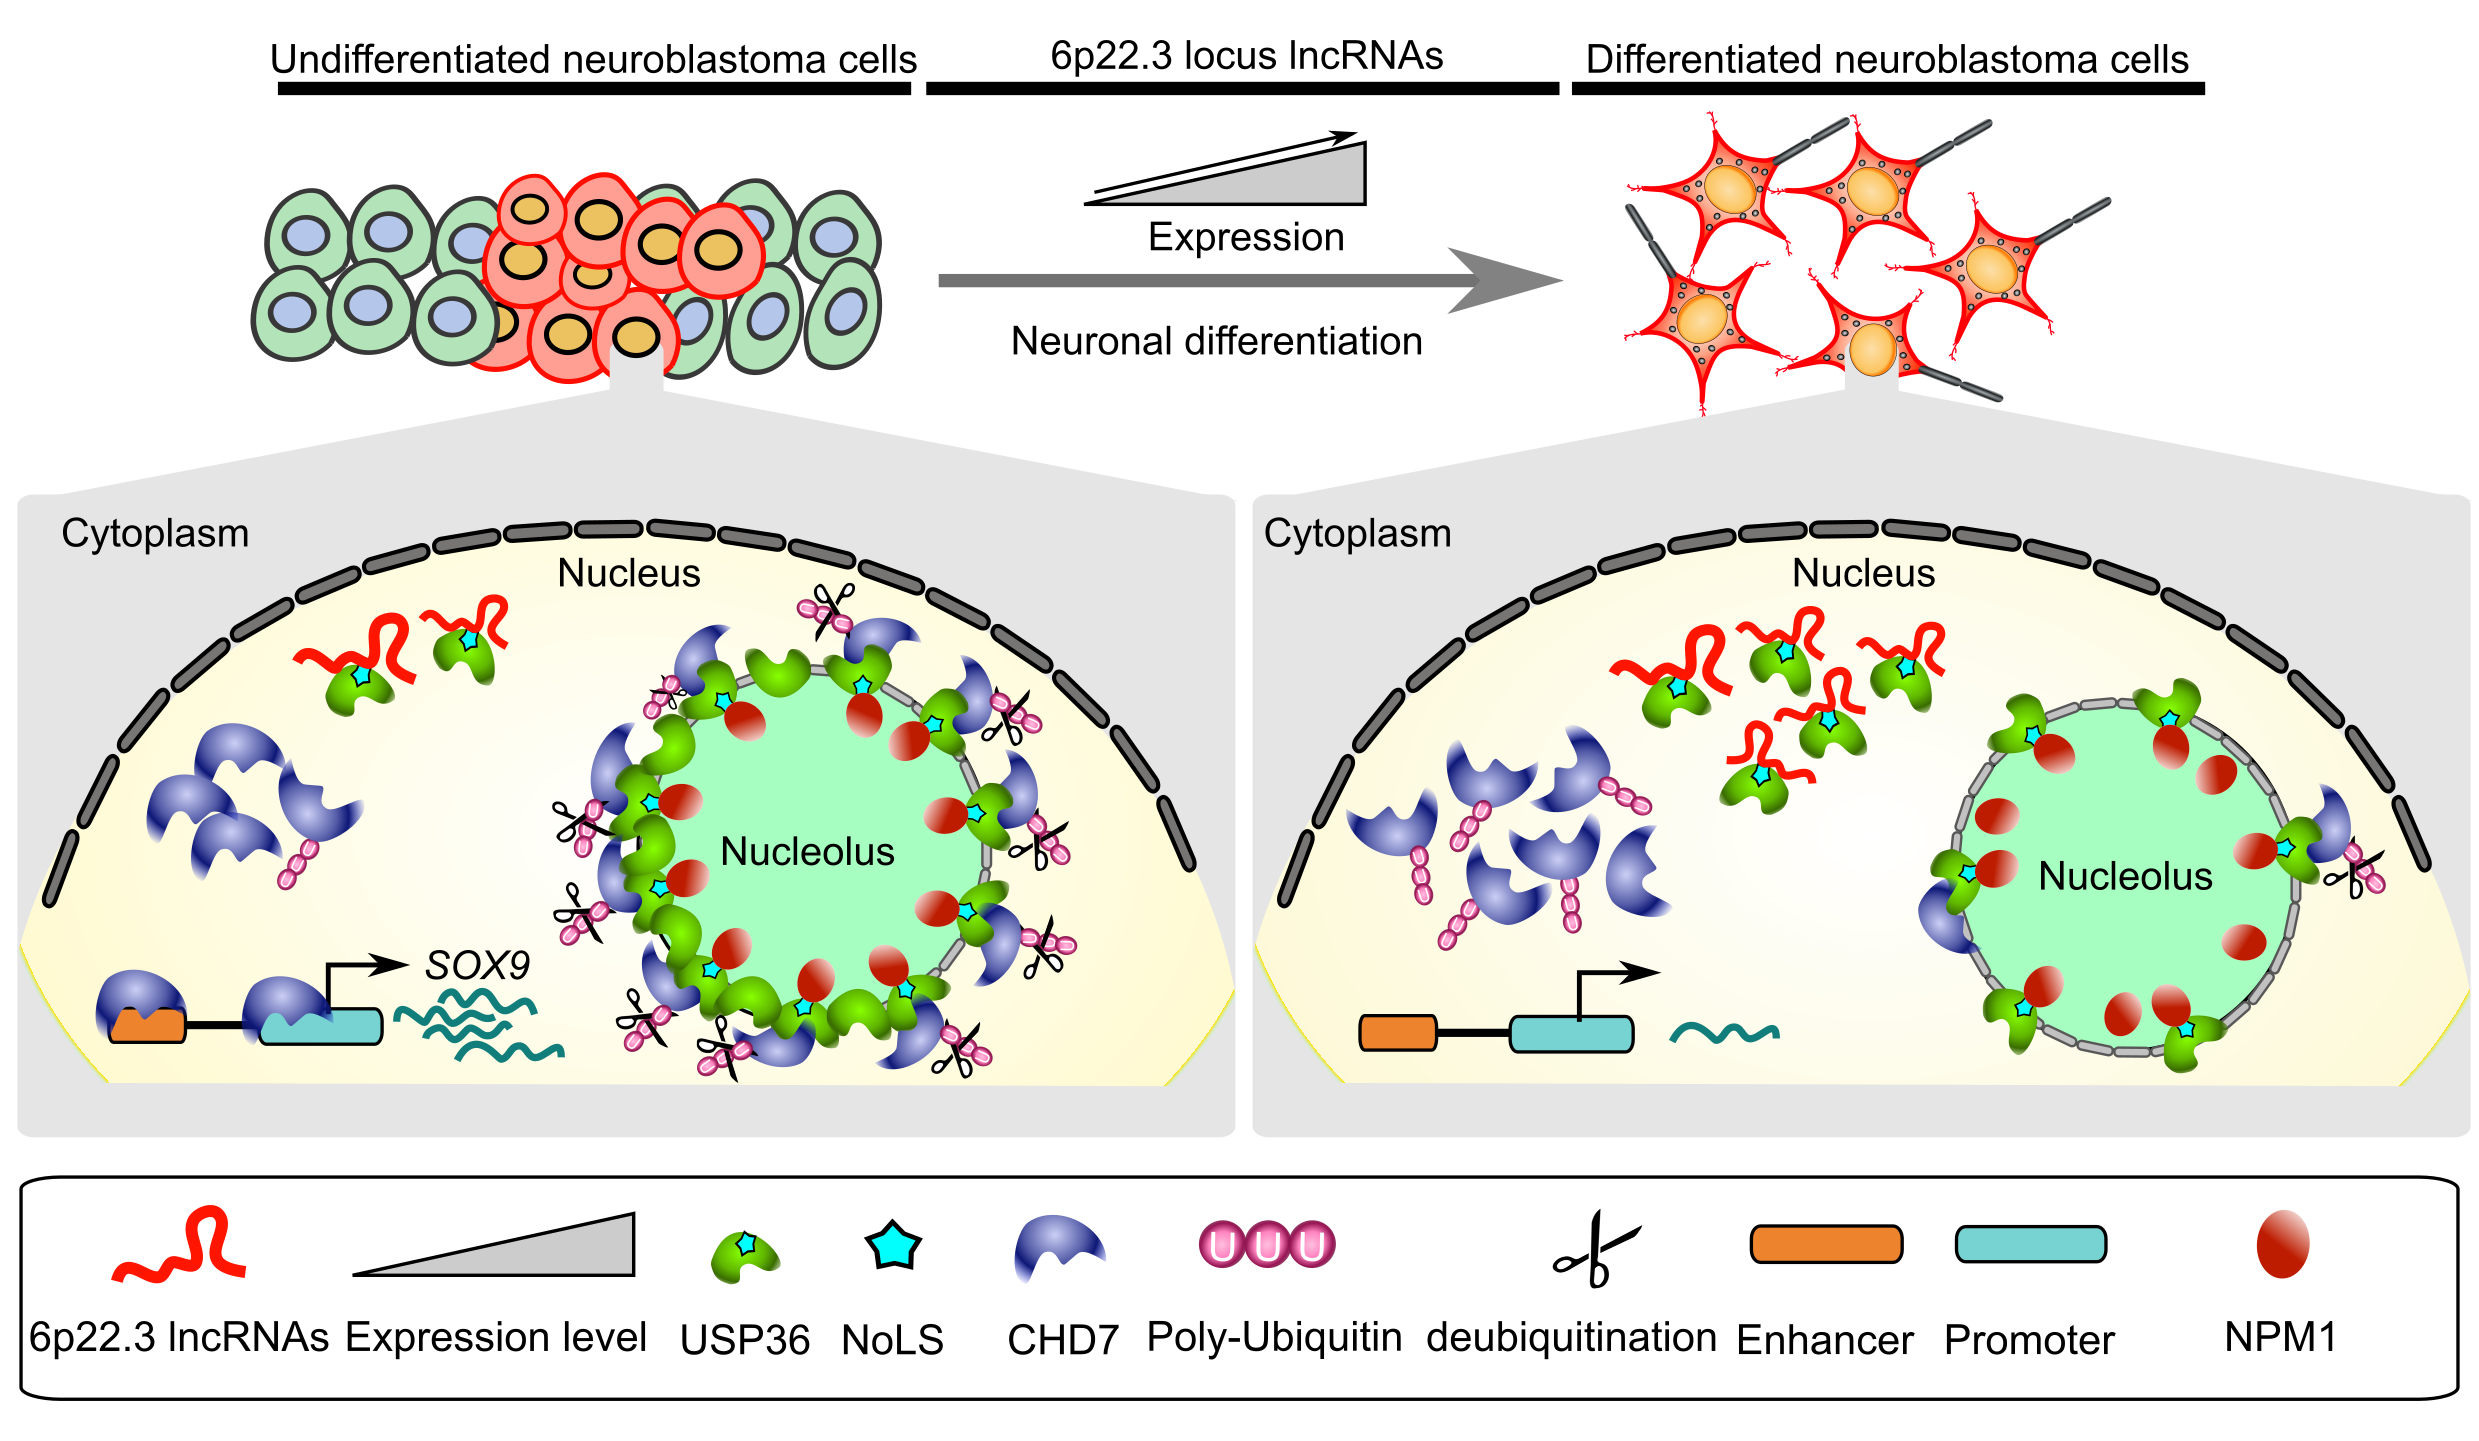 Undifferentiated neuroblastoma cells
6p22.3 locus lncRNAs
Differentiated neuroblastoma cells
Expression
Neuronal differentiation
Cytoplasm
Nucleus
Nucleolus
SOX9
Cytoplasm
Nucleus
Nucleolus
U U U
6p22.3 lncRNAs
Expression level
USP36
NoLS
CHD7
Poly-Ubiquitin
deubiquitination
Enhancer
Promoter
NPM1